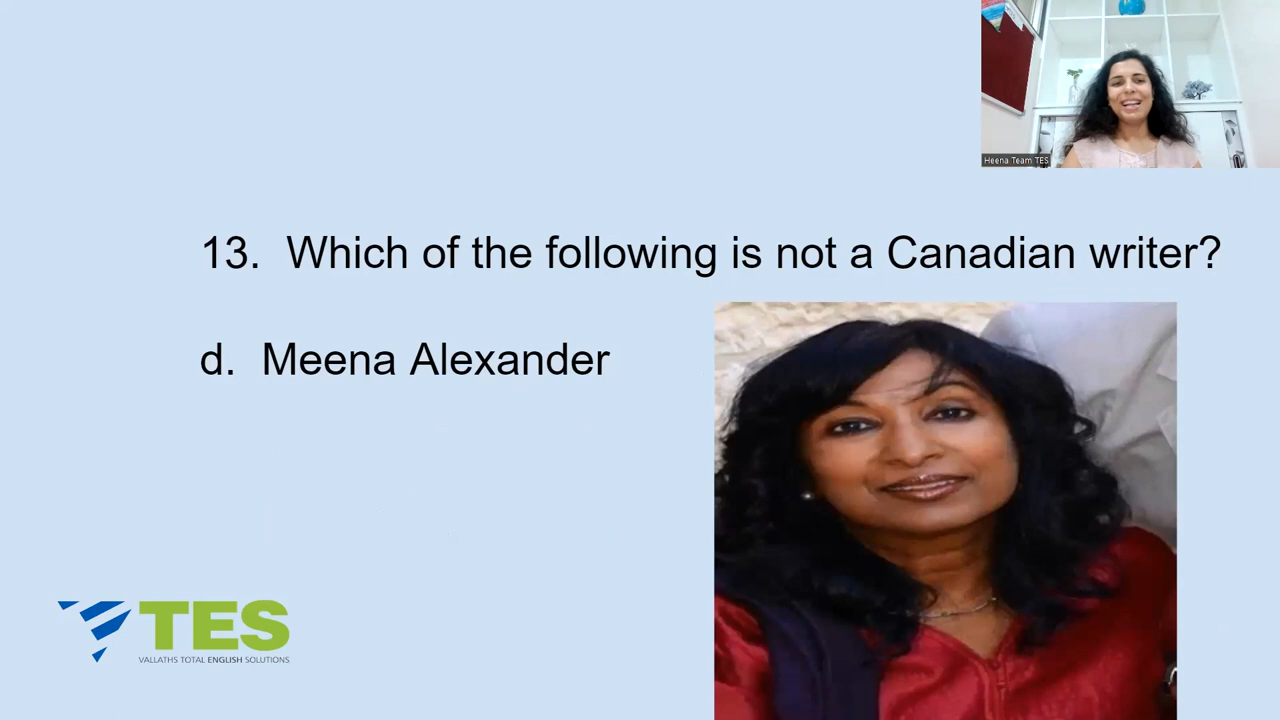 Heena Team TES
13. Which of the following is not a Canadian writer?
d. Meena Alexander
TES
VALLATHS TOTAL ENGLISH SOLUTIONS